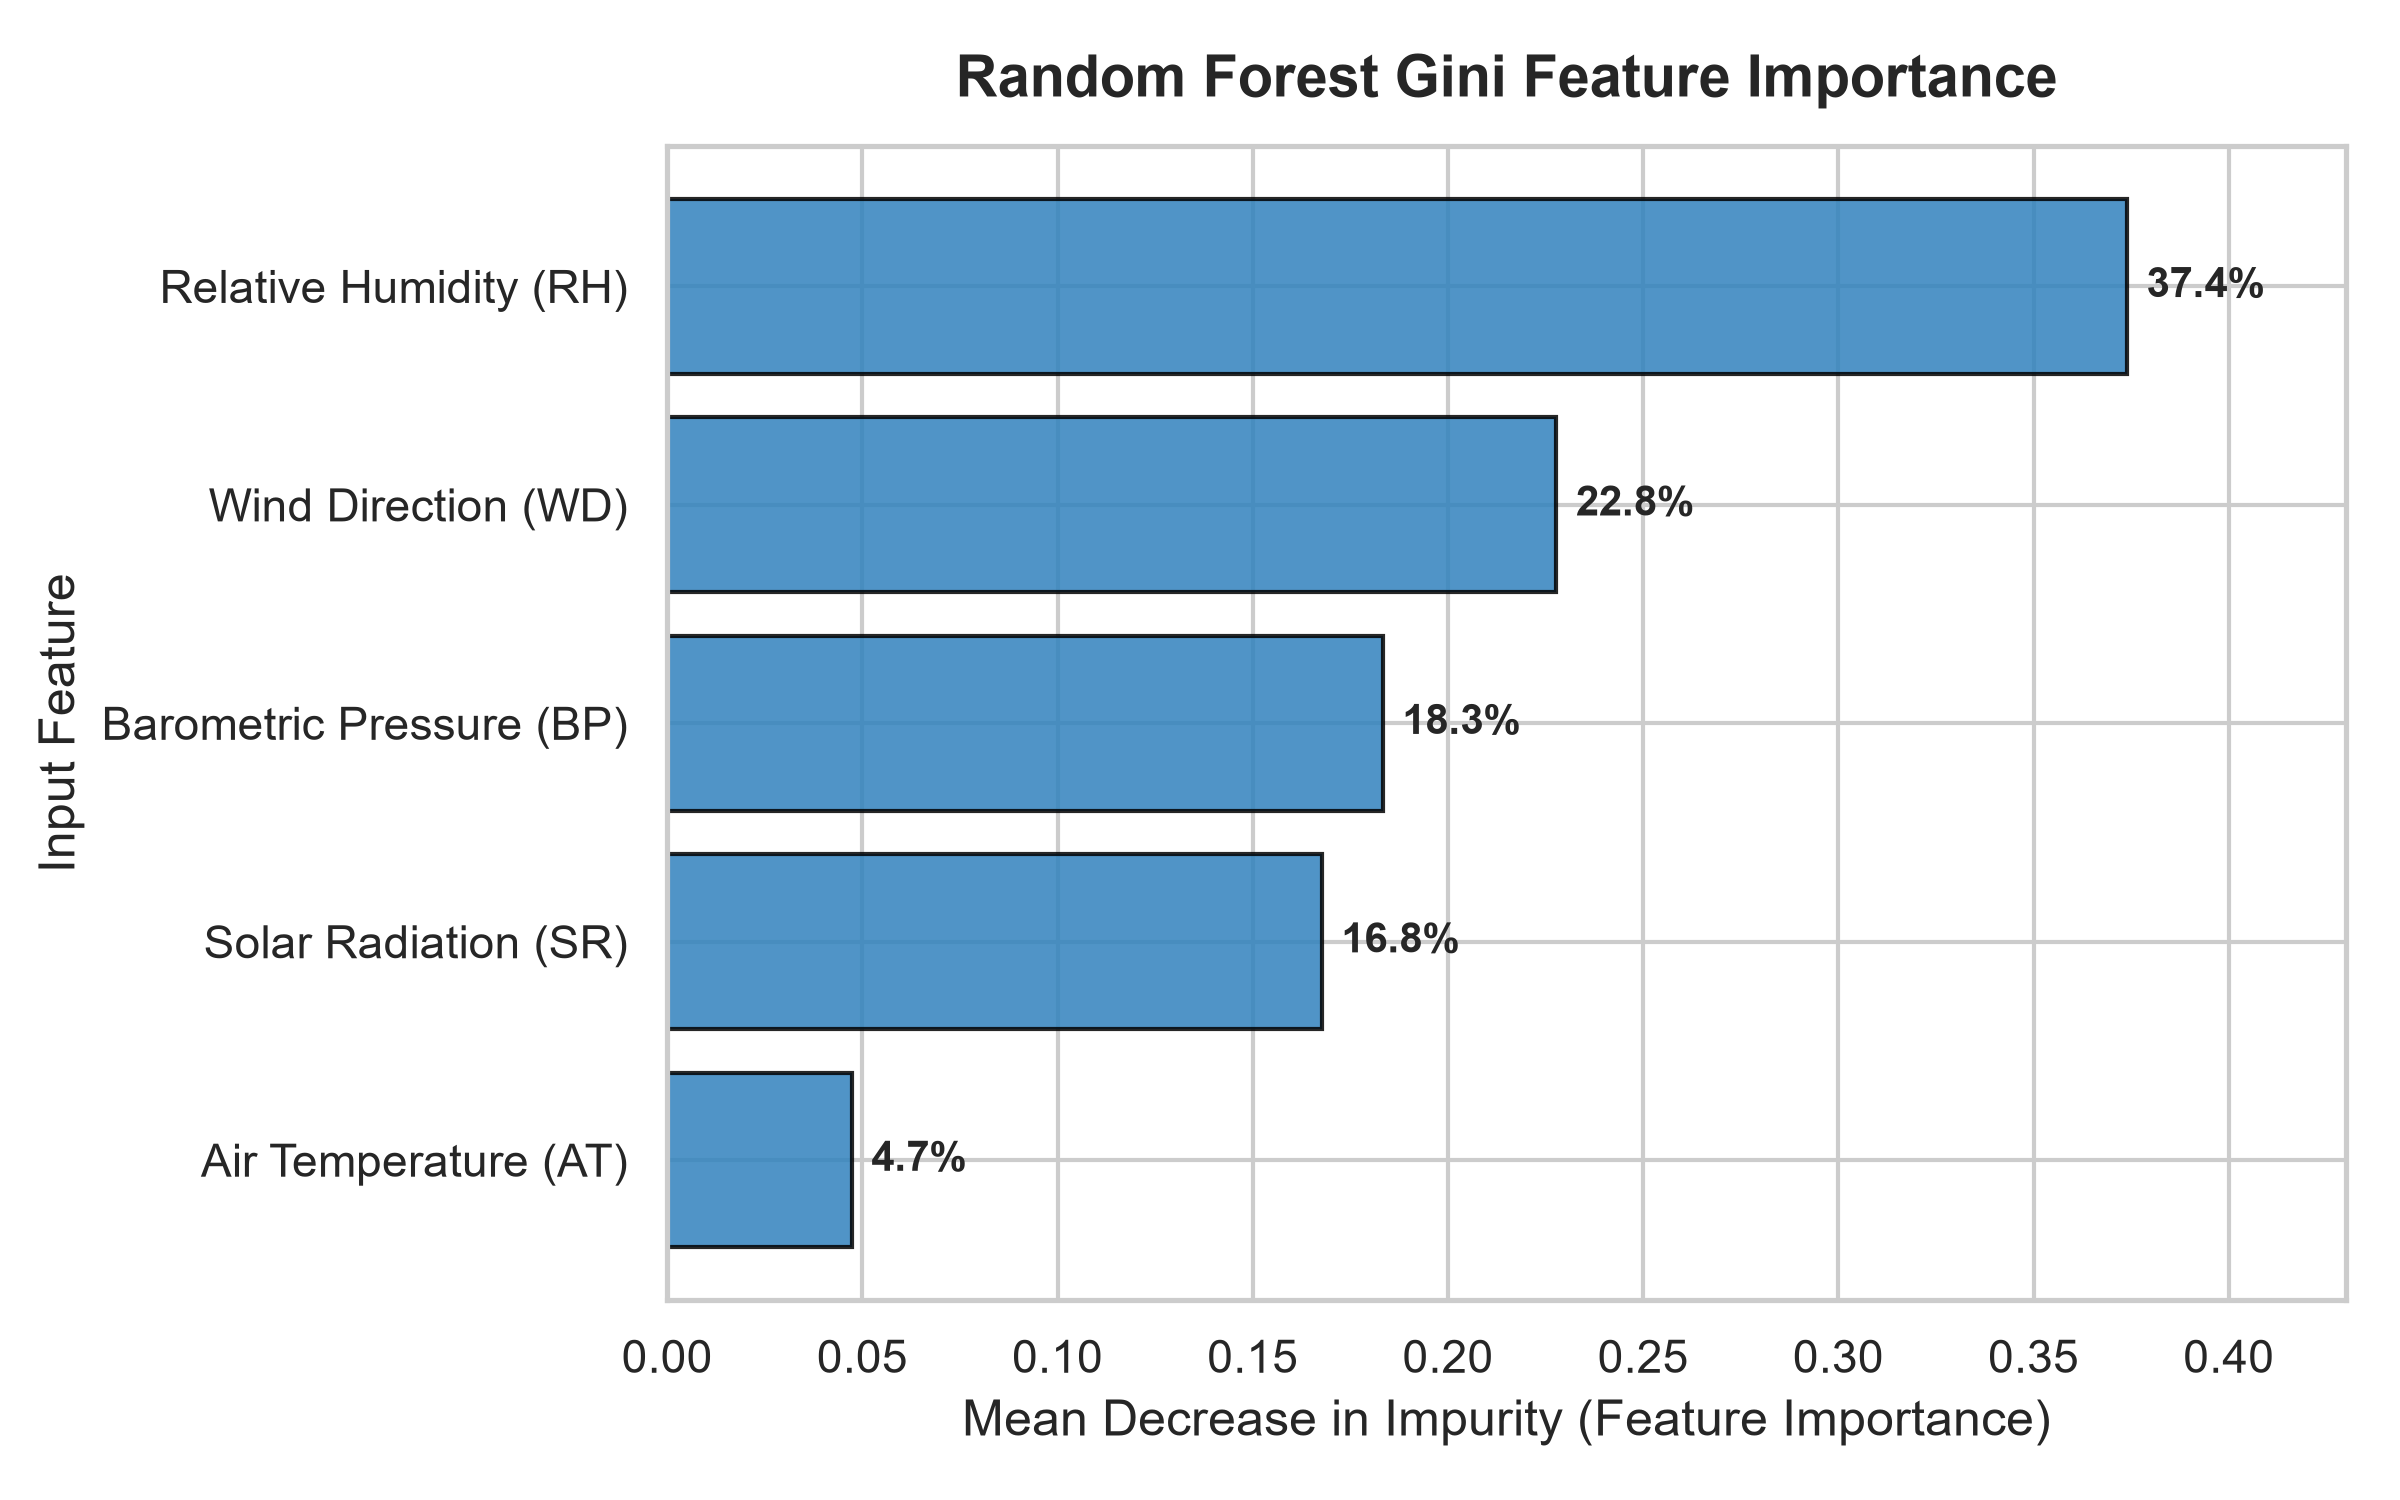 Random Forest Gini Feature Importance
Input Feature
Relative Humidity (RH)
37.4%
Wind Direction (WD)
22.8%
Barometric Pressure (BP)
18.3%
Solar Radiation (SR)
16.8%
Air Temperature (AT)
4.7%
0.00 0.05 0.10 0.15 0.20 0.25 0.30 0.35 0.40
Mean Decrease in Impurity (Feature Importance)